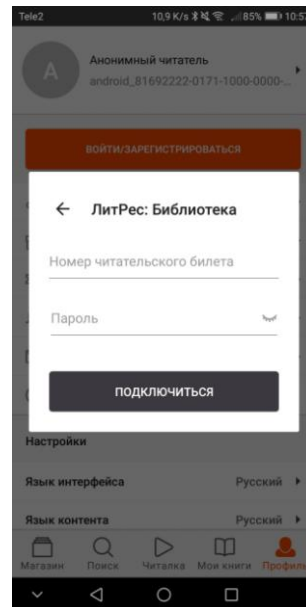 Tele2 10,9 K/s 85% 10:57
А
Анонимный читатель
android_81692222-0171-1000-0000-...
ВОЙТИ/ЗАРЕГИСТРИРОВАТЬСЯ
ЛитРес: Библиотека
Номер читательского билета
Пароль
ПОДКЛЮЧИТЬСЯ
Настройки
Язык интерфейса Русский
Язык контента Русский
Магазин Поиск Читалка Мои книги Профиль